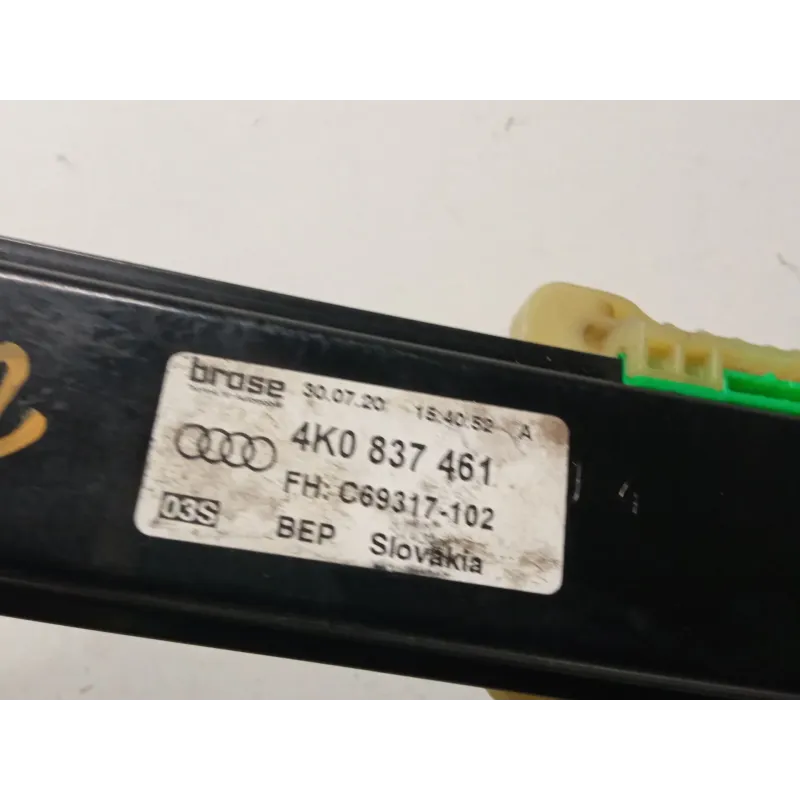 brose 30.07.20 15:40:52 A
4K0 837 461
FH: C69317-102
03S BEP Slovakia